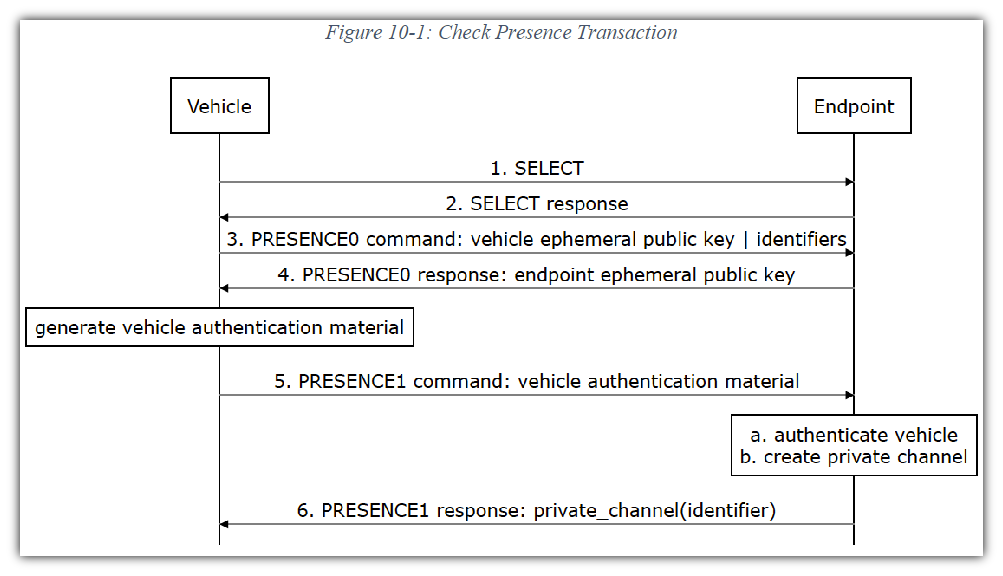 Figure 10-1: Check Presence Transaction
Vehicle
Endpoint
1. SELECT
2. SELECT response
3. PRESENCE0 command: vehicle ephemeral public key | identifiers
4. PRESENCE0 response: endpoint ephemeral public key
generate vehicle authentication material
5. PRESENCE1 command: vehicle authentication material
a. authenticate vehicle
b. create private channel
6. PRESENCE1 response: private_channel(identifier)